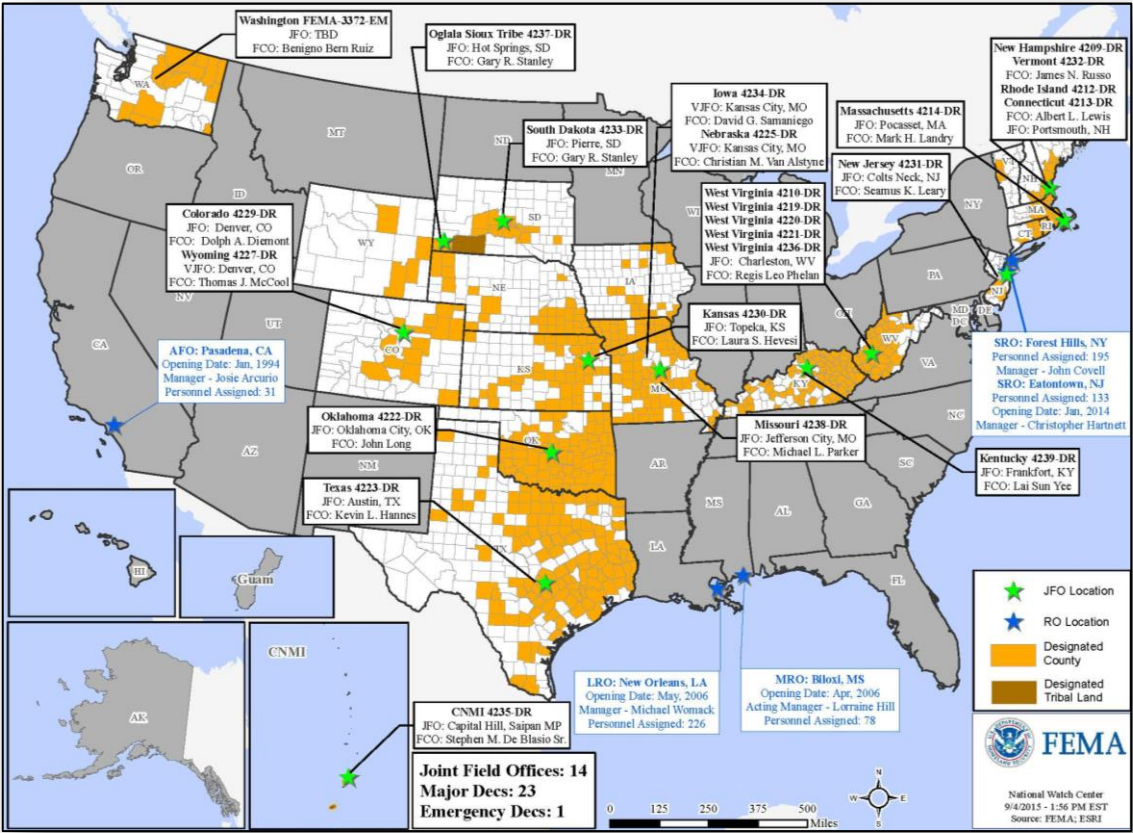 Washington FEMA-3372-EM
JFO: TBD
FCO: Benigno Bern Ruiz
Oglala Sioux Tribe 4237-DR
JFO: Hot Springs, SD
FCO: Gary R. Stanley
South Dakota 4233-DR
JFO: Pierre, SD
FCO: Gary R. Stanley
Iowa 4234-DR
VJFO: Kansas City, MO
FCO: David G. Samaniego
Nebraska 4225-DR
VJFO: Kansas City, MO
FCO: Christian M. Van Alstyne
Massachusetts 4214-DR
JFO: Pocasset, MA
FCO: Mark H. Landry
New Hampshire 4209-DR
Vermont 4232-DR
FCO: James N. Russo
Rhode Island 4212-DR
Connecticut 4213-DR
FCO: Albert L. Lewis
JFO: Portsmouth, NH
New Jersey 4231-DR
JFO: Colts Neck, NJ
FCO: Seamus K. Leary
West Virginia 4210-DR
West Virginia 4219-DR
West Virginia 4220-DR
West Virginia 4221-DR
West Virginia 4236-DR
JFO: Charleston, WV
FCO: Regis Leo Phelan
Colorado 4229-DR
JFO: Denver, CO
FCO: Dolph A. Diemont
Wyoming 4227-DR
VJFO: Denver, CO
FCO: Thomas J. McCool
Kansas 4230-DR
JFO: Topeka, KS
FCO: Laura S. Hevesi
AFO: Pasadena, CA
Opening Date: Jan, 1994
Manager - Josie Arcurio
Personnel Assigned: 31
SRO: Forest Hills, NY
Personnel Assigned: 195
Manager - John Covell
SRO: Eatontown, NJ
Personnel Assigned: 133
Opening Date: Jan, 2014
Manager - Christopher Hartnett
Oklahoma 4222-DR
JFO: Oklahoma City, OK
FCO: John Long
Missouri 4238-DR
JFO: Jefferson City, MO
FCO: Michael L. Parker
Kentucky 4239-DR
JFO: Frankfort, KY
FCO: Lai Sun Yee
Texas 4223-DR
JFO: Austin, TX
FCO: Kevin L. Hannes
LRO: New Orleans, LA
Opening Date: May, 2006
Manager - Michael Womack
Personnel Assigned: 226
MRO: Biloxi, MS
Opening Date: Apr, 2006
Acting Manager - Lorraine Hill
Personnel Assigned: 78
CNMI 4235-DR
JFO: Capital Hill, Saipan MP
FCO: Stephen M. De Blasio Sr.
Joint Field Offices: 14
Major Decs: 23
Emergency Decs: 1
WA
MT
ND
MN
OR
ID
WY
SD
WI
NY
VT
NH
MA
CT
RI
PA
NJ
MD
DE
DC
NV
UT
CO
NE
IA
OH
WV
VA
CA
KS
MO
KY
NC
AZ
NM
OK
AR
SC
TX
LA
MS
AL
GA
FL
HI
Guam
AK
CNMI
JFO Location
RO Location
Designated
County
Designated
Tribal Land
FEMA
National Watch Center
9/4/2015 - 1:56 PM EST
Source: FEMA; ESRI
N
W
E
S
0 125 250 375 500
Miles